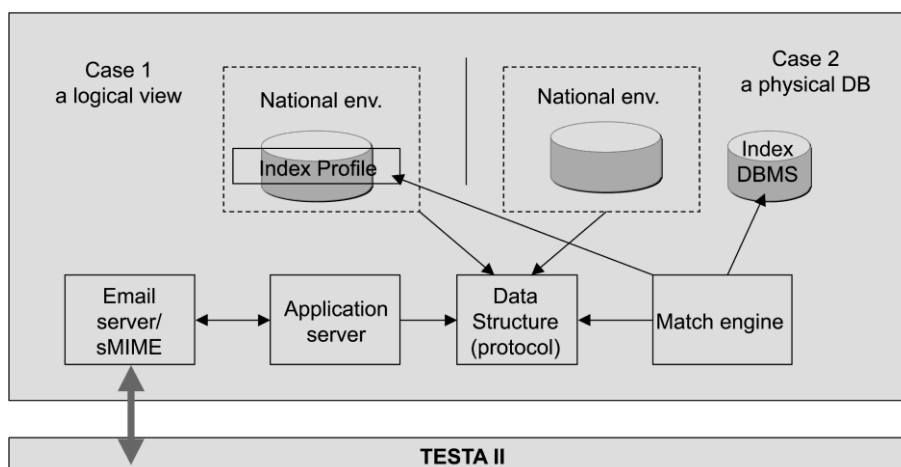 Case 1
a logical view
National env.
Index Profile
National env.
Case 2
a physical DB
Index
DBMS
Email
server/
sMIME
Application
server
Data
Structure
(protocol)
Match engine
TESTA II